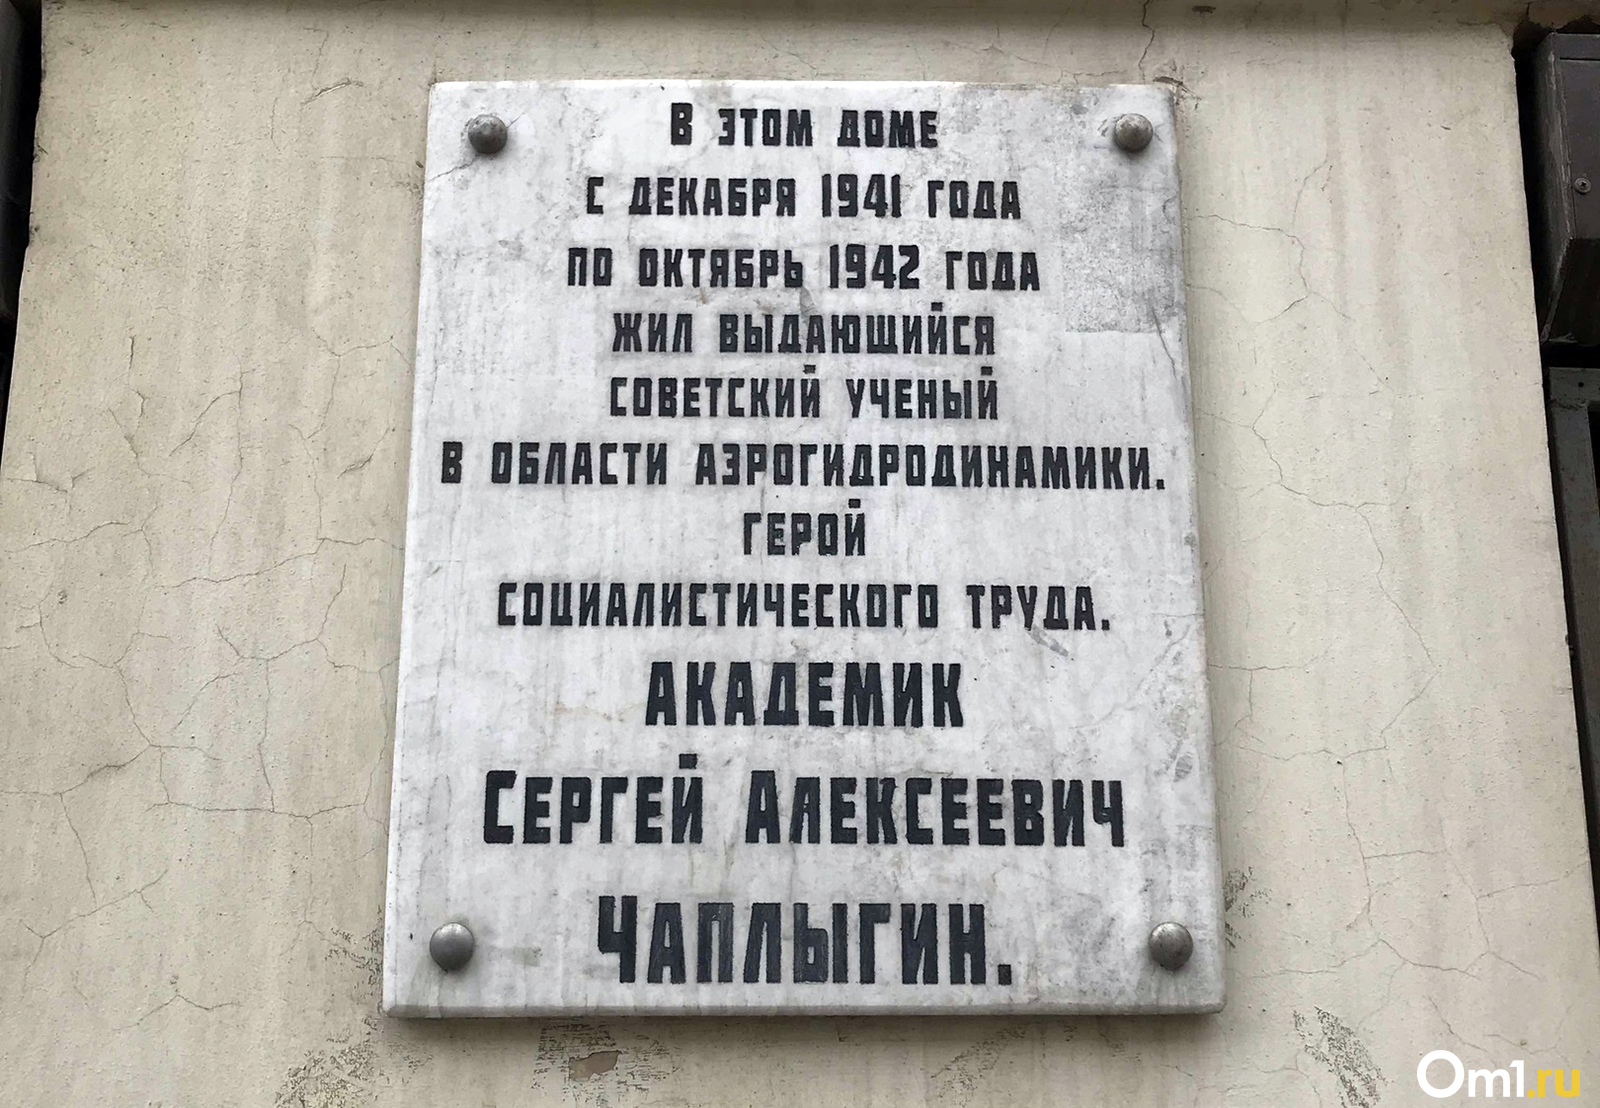 В ЭТОМ ДОМЕ
С ДЕКАБРЯ 1941 ГОДА
ПО ОКТЯБРЬ 1942 ГОДА
ЖИЛ ВЫДАЮЩИЙСЯ
СОВЕТСКИЙ УЧЕНЫЙ
В ОБЛАСТИ АЭРОГИДРОДИНАМИКИ.
ГЕРОЙ
СОЦИАЛИСТИЧЕСКОГО ТРУДА.
АКАДЕМИК
СЕРГЕЙ АЛЕКСЕЕВИЧ
ЧАПЛЫГИН.
Om1.ru